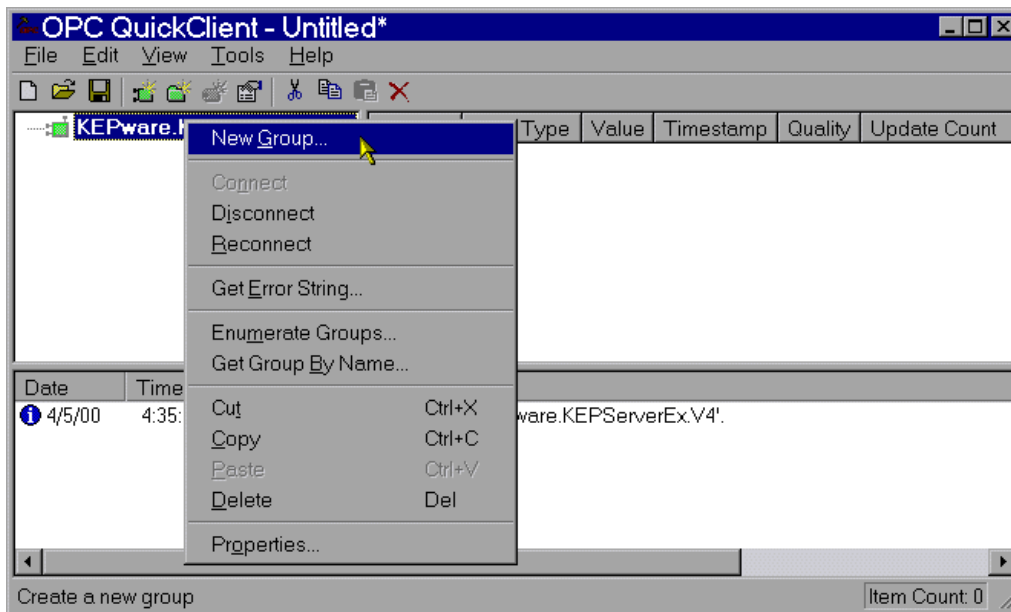 OPC QuickClient - Untitled*
File Edit View Tools Help
KEPware. Type Value Timestamp Quality Update Count
New Group...
Connect
Disconnect
Reconnect
Get Error String...
Enumerate Groups...
Get Group By Name...
Date Time
Cut Ctrl+X
4/5/00 4:35: ware.KEPServerEx.V4'.
Copy Ctrl+C
Paste Ctrl+V
Delete Del
Properties...
Create a new group Item Count: 0